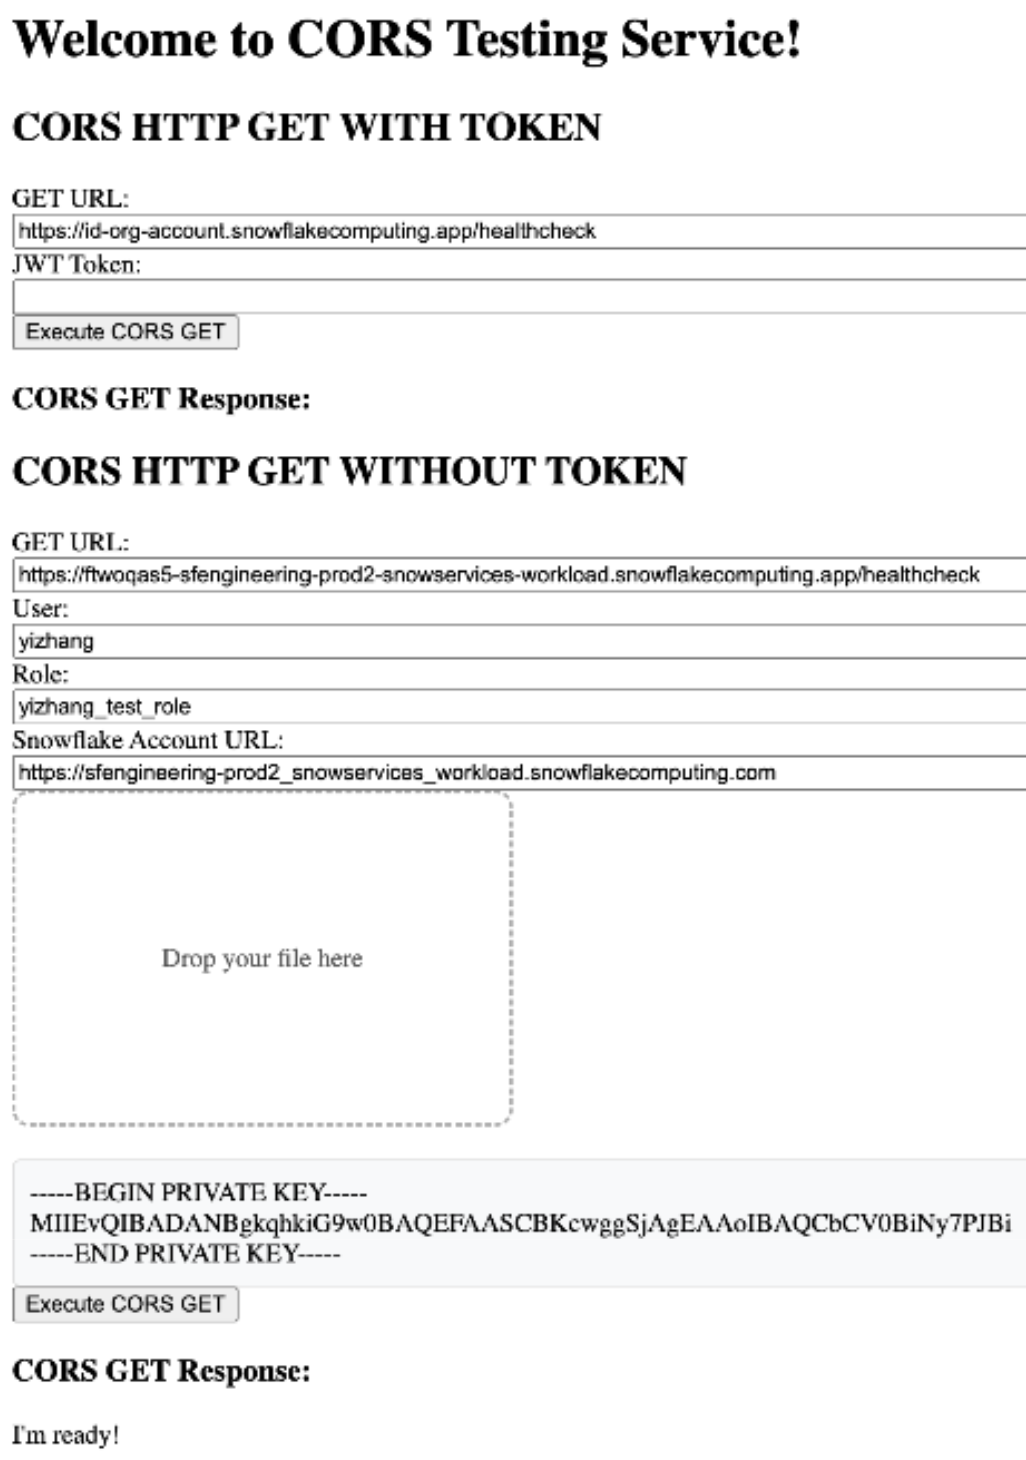 Welcome to CORS Testing Service!
CORS HTTP GET WITH TOKEN
GET URL:
https://id-org-account.snowflakecomputing.app/healthcheck
JWT Token:
Execute CORS GET
CORS GET Response:
CORS HTTP GET WITHOUT TOKEN
GET URL:
https://ftwoqas5-sfengineering-prod2-snowservices-workload.snowflakecomputing.app/healthcheck
User:
yizhang
Role:
yizhang_test_role
Snowflake Account URL:
https://sfengineering-prod2_snowservices_workload.snowflakecomputing.com
Drop your file here
-----BEGIN PRIVATE KEY-----
MIIEvQIBADANBgkqhkiG9w0BAQEFAASCBKcwggSjAgEAAoIBAQCbCV0BiNy7PJBi
-----END PRIVATE KEY-----
Execute CORS GET
CORS GET Response:
I'm ready!